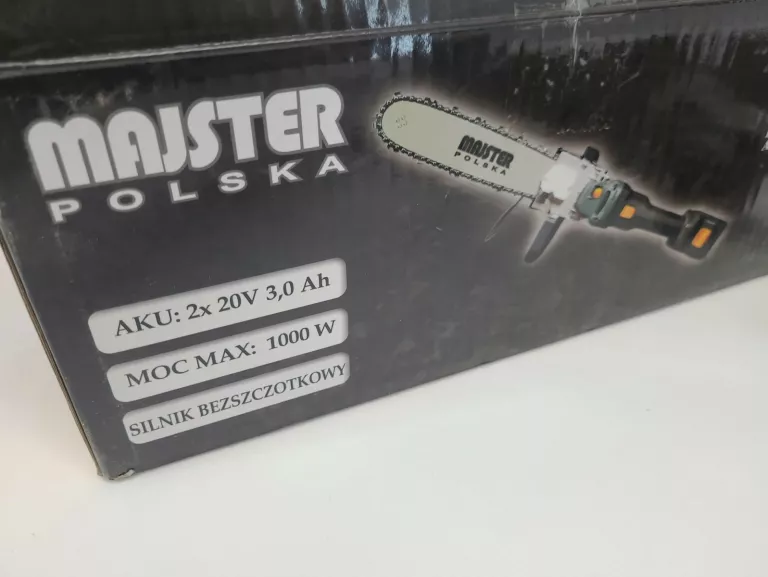 MAJSTER
POLSKA
MAJSTER
POLSKA
AKU: 2x 20V 3,0 Ah
MOC MAX: 1000 W
SILNIK BEZSZCZOTKOWY